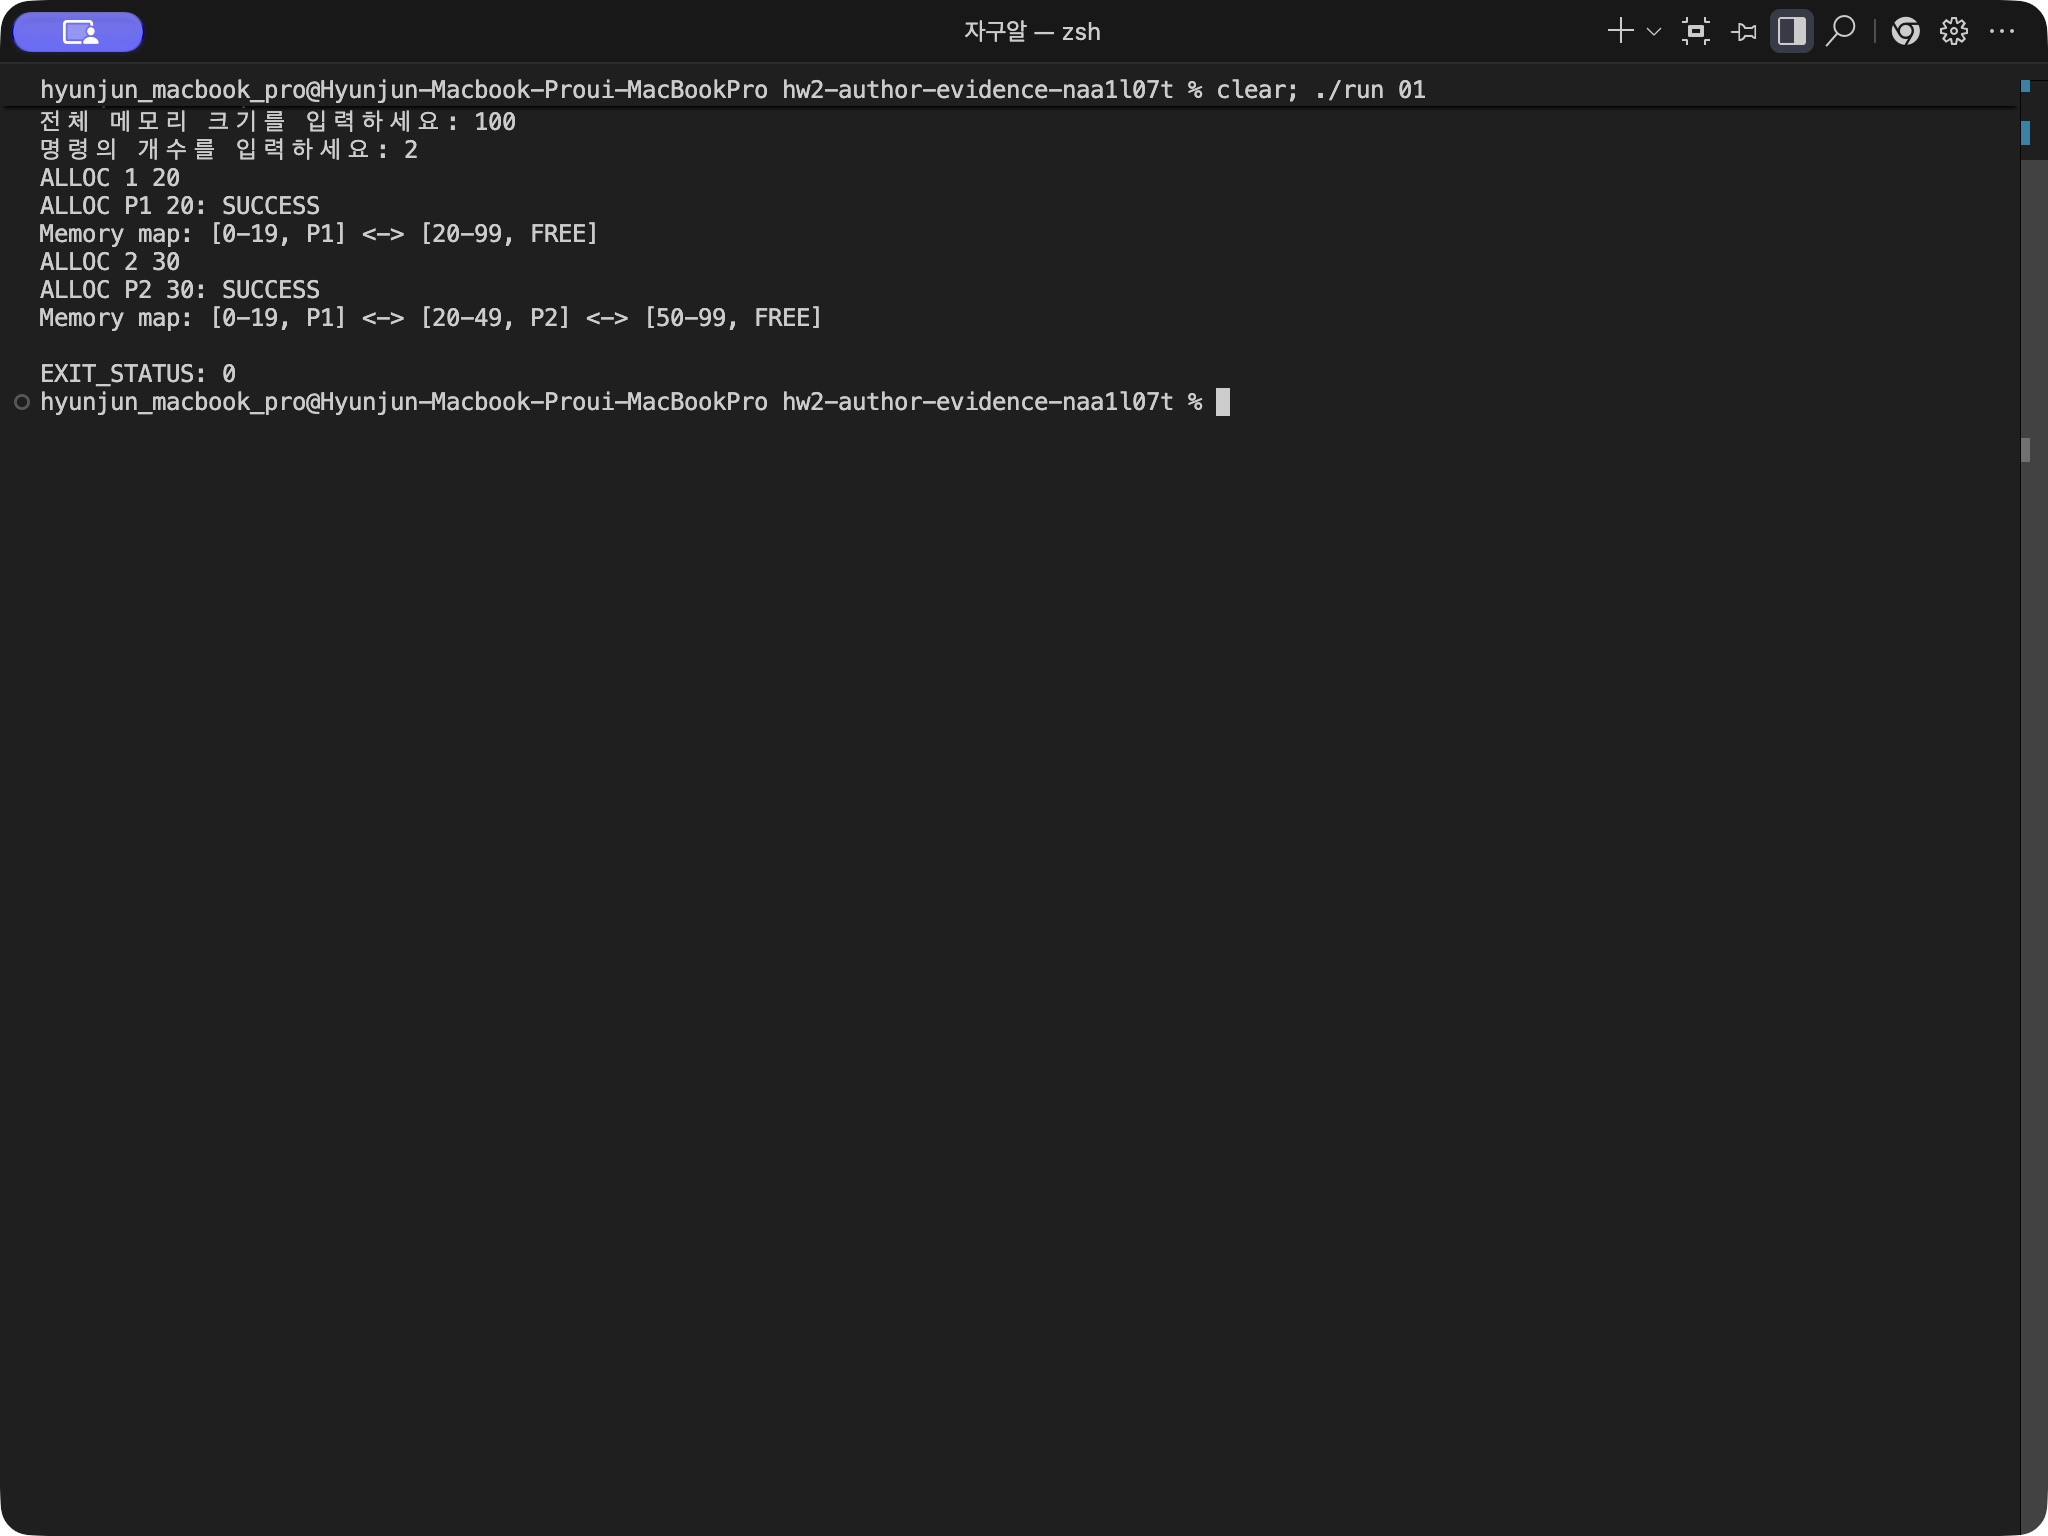 자구알 — zsh
hyunjun_macbook_pro@Hyunjun-Macbook-Proui-MacBookPro hw2-author-evidence-naa1l07t % clear; ./run 01
전체 메모리 크기를 입력하세요: 100
명령의 개수를 입력하세요: 2
ALLOC 1 20
ALLOC P1 20: SUCCESS
Memory map: [0-19, P1] <-> [20-99, FREE]
ALLOC 2 30
ALLOC P2 30: SUCCESS
Memory map: [0-19, P1] <-> [20-49, P2] <-> [50-99, FREE]
EXIT_STATUS: 0
hyunjun_macbook_pro@Hyunjun-Macbook-Proui-MacBookPro hw2-author-evidence-naa1l07t %